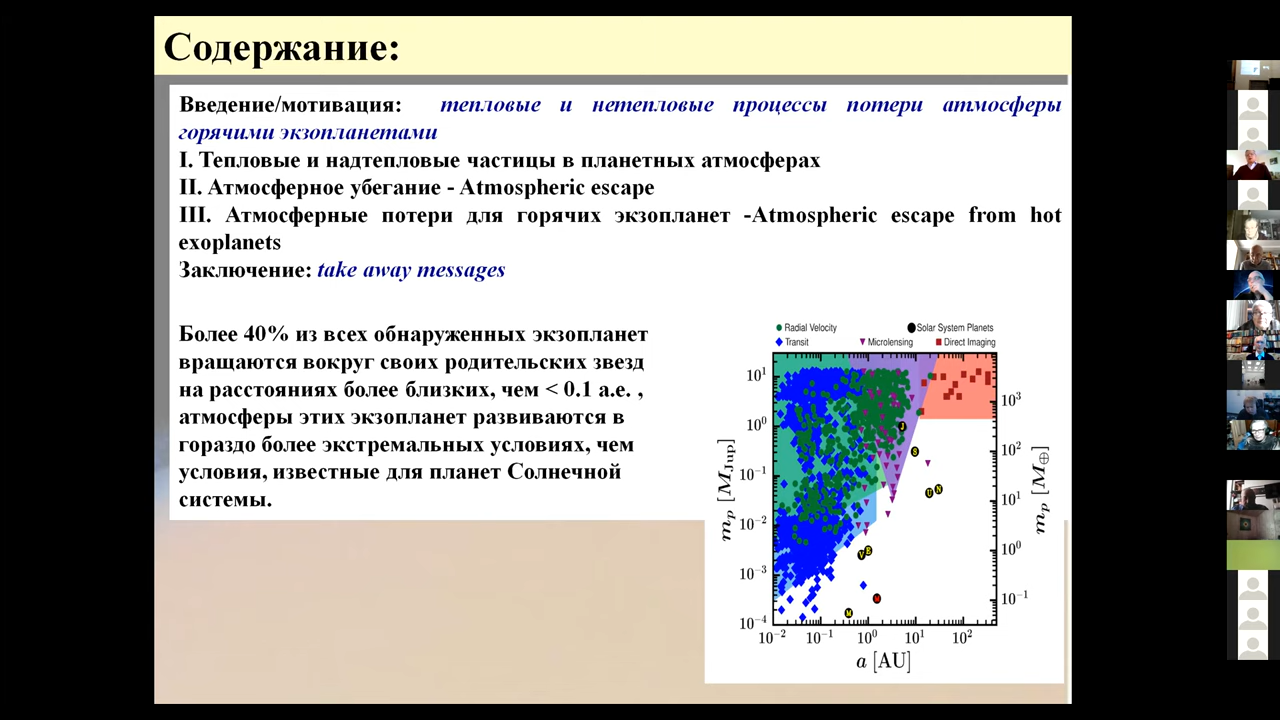 Содержание:
Введение/мотивация: тепловые и нетепловые процессы потери атмосферы
горячими экзопланетами
I. Тепловые и надтепловые частицы в планетных атмосферах
II. Атмосферное убегание - Atmospheric escape
III. Атмосферные потери для горячих экзопланет -Atmospheric escape from hot
exoplanets
Заключение: take away messages
Более 40% из всех обнаруженных экзопланет
вращаются вокруг своих родительских звезд
на расстояниях более близких, чем < 0.1 а.е. ,
атмосферы этих экзопланет развиваются в
гораздо более экстремальных условиях, чем
условия, известные для планет Солнечной
системы.
Radial Velocity Solar System Planets
Transit Microlensing Direct Imaging
10¹
10⁰
10⁻¹
10⁻²
10⁻³
10⁻⁴
mₚ [M_Jup]
10³
10²
10¹
10⁰
10⁻¹
mₚ [M⊕]
J
S
U N
V E
M
M
10⁻² 10⁻¹ 10⁰ 10¹ 10²
a [AU]